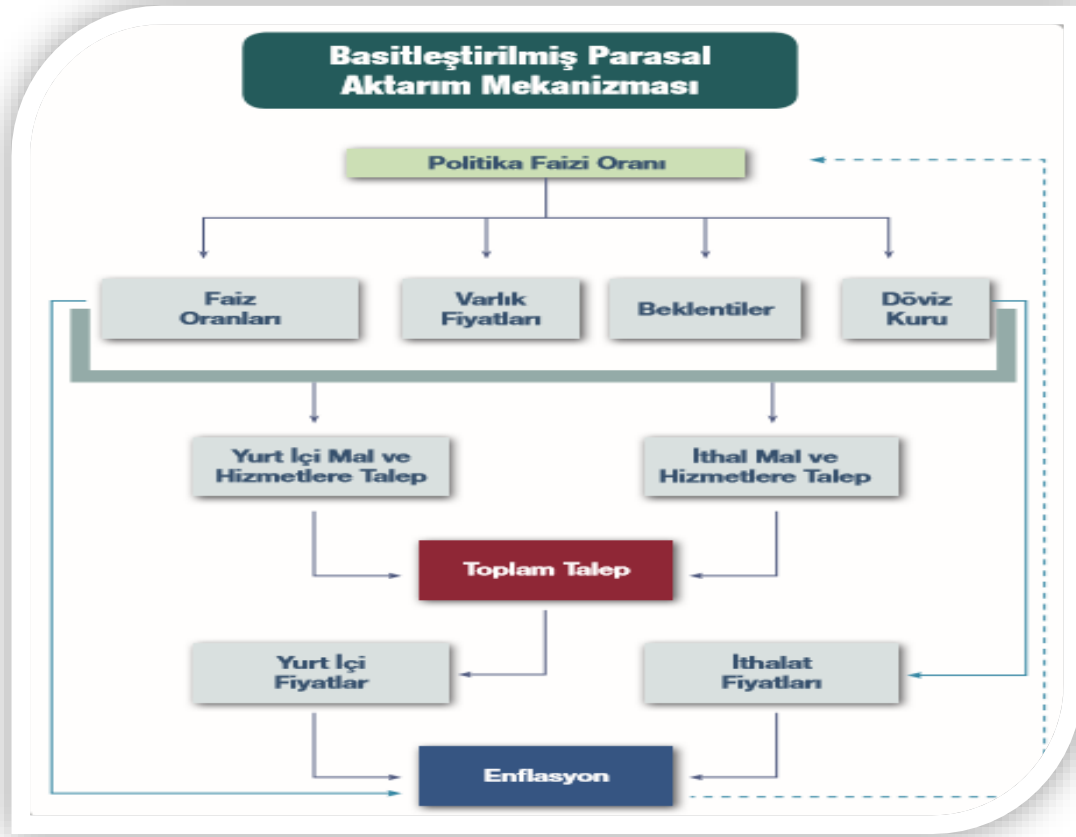 Basitleştirilmiş Parasal
Aktarım Mekanizması
Politika Faizi Oranı
Faiz
Oranları
Varlık
Fiyatları
Beklentiler
Döviz
Kuru
Yurt İçi Mal ve
Hizmetlere Talep
İthal Mal ve
Hizmetlere Talep
Toplam Talep
Yurt İçi
Fiyatlar
İthalat
Fiyatları
Enflasyon